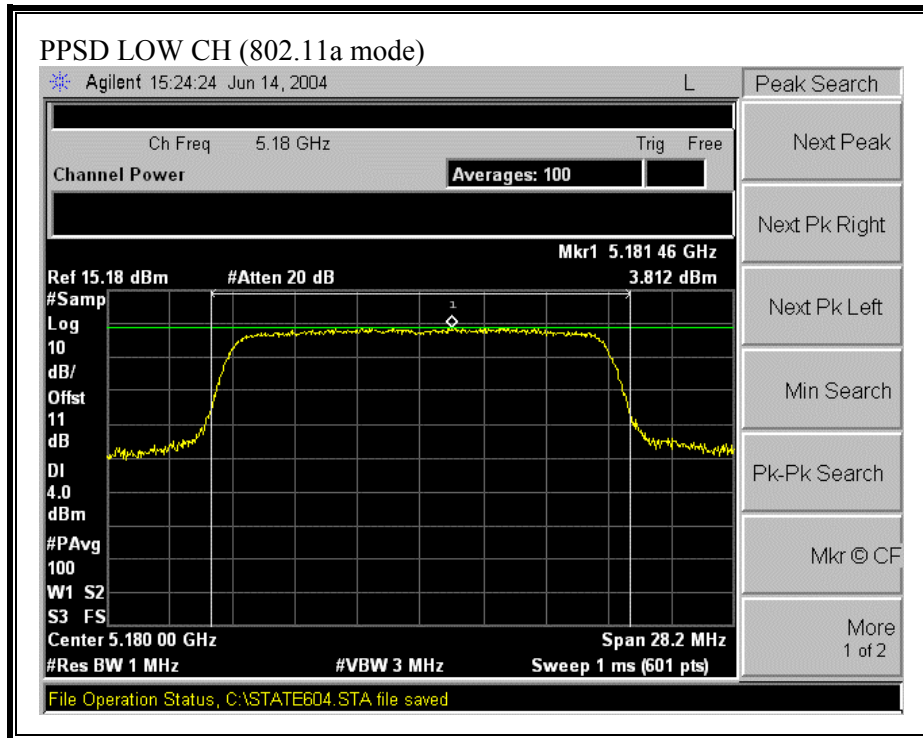 PPSD LOW CH (802.11a mode)
Agilent 15:24:24 Jun 14, 2004 L
Peak Search
Ch Freq 5.18 GHz Trig Free
Channel Power Averages: 100
Mkr1 5.181 46 GHz
Ref 15.18 dBm #Atten 20 dB 3.812 dBm
#Samp
1
Log
10
dB/
Offst
11
dB
DI
4.0
dBm
#PAvg
100
W1 S2
S3 FS
Center 5.180 00 GHz Span 28.2 MHz
#Res BW 1 MHz #VBW 3 MHz Sweep 1 ms (601 pts)
File Operation Status, C:\STATE604.STA file saved
Next Peak
Next Pk Right
Next Pk Left
Min Search
Pk-Pk Search
Mkr © CF
More
1 of 2